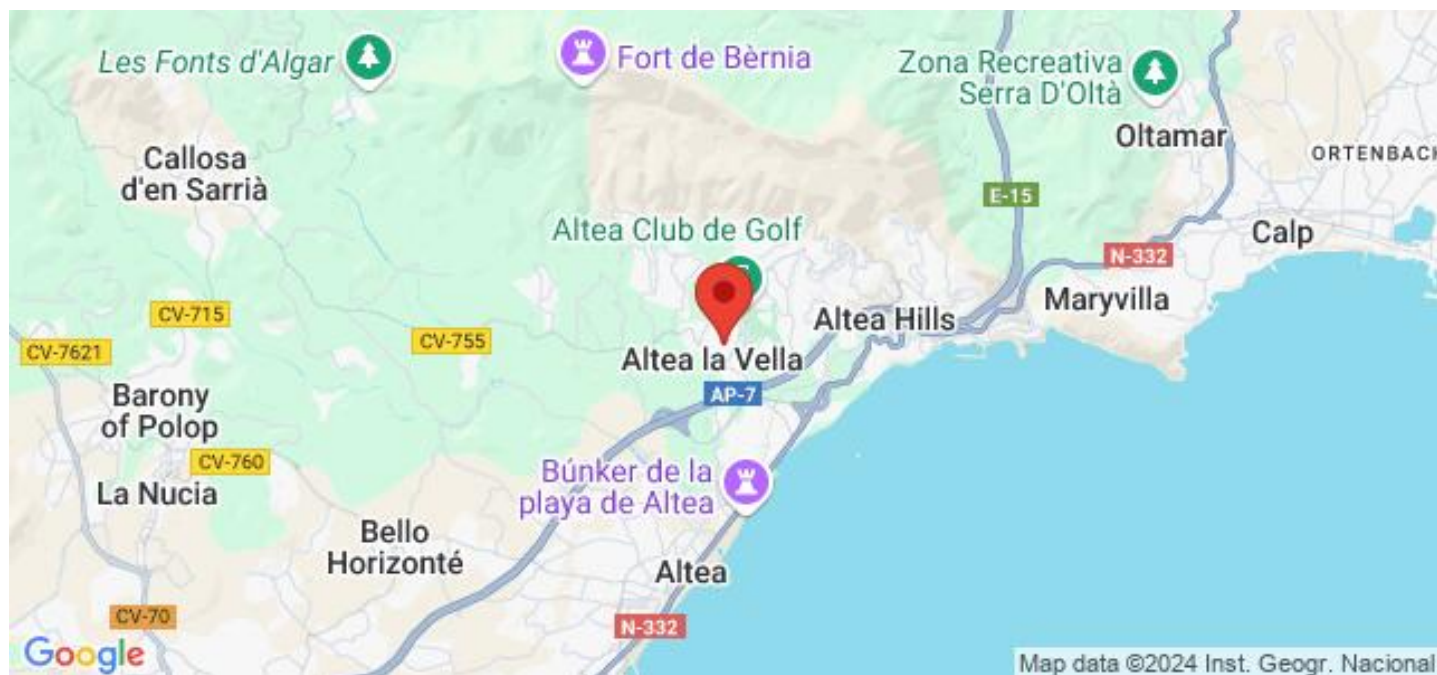 Les Fonts d'Algar
Fort de Bèrnia
Zona Recreativa
Serra D'Oltà
Oltamar
ORTENBACH
Callosa
d'en Sarrià
E-15
Altea Club de Golf
Calp
N-332
Maryvilla
CV-715
Altea Hills
CV-7621
CV-755
Altea la Vella
AP-7
Barony
of Polop
CV-760
La Nucia
Búnker de la
playa de Altea
Bello
Horizonté
Altea
CV-70
N-332
Google
Map data ©2024 Inst. Geogr. Nacional